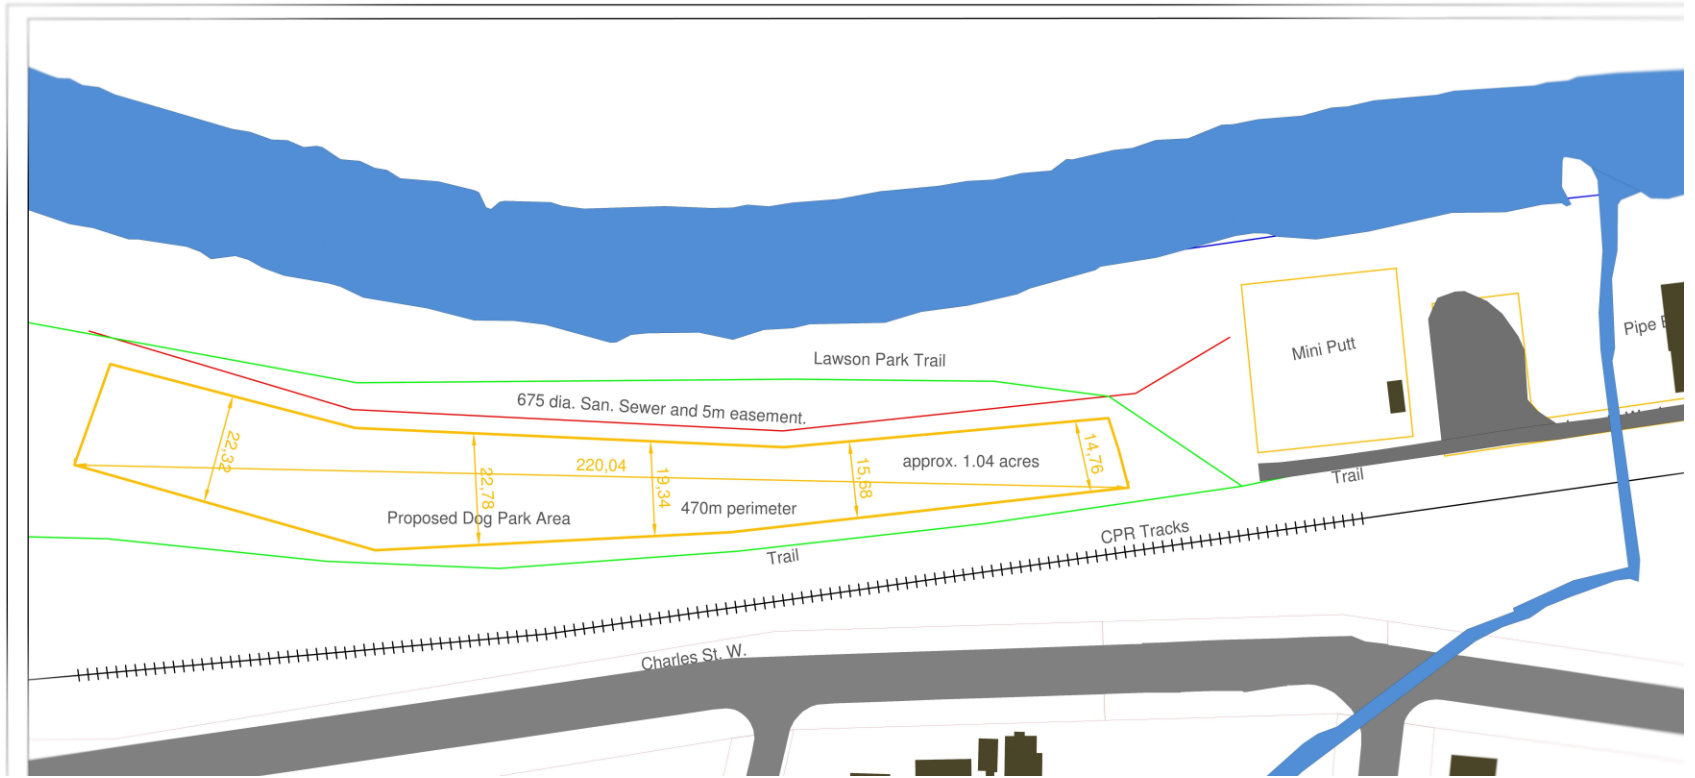 Lawson Park Trail
Mini Putt
Pipe
675 dia. San. Sewer and 5m easement.
22,32
22,78
220,04
19,34
15,68
approx. 1.04 acres
14,76
470m perimeter
Proposed Dog Park Area
Trail
Trail
CPR Tracks
Charles St. W.